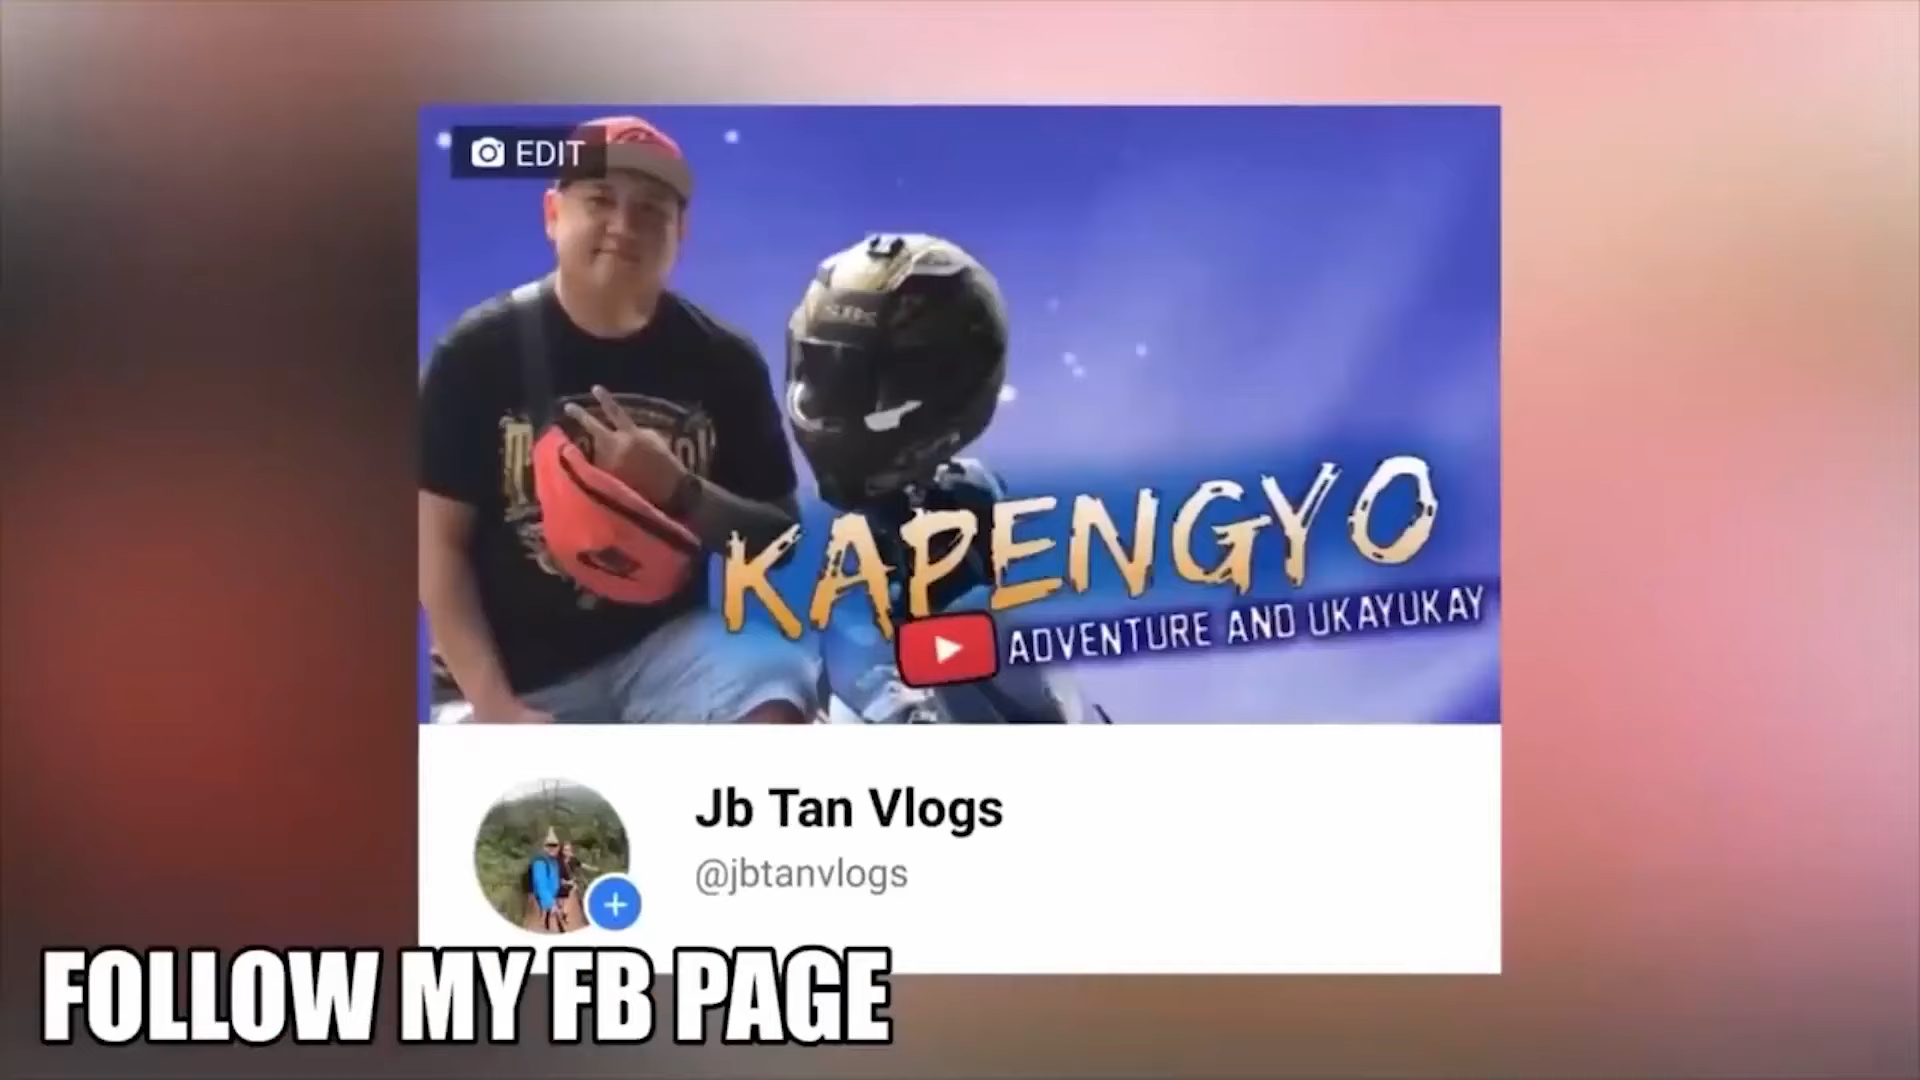 EDIT
KAPENGYO
ADVENTURE AND UKAYUKAY
Jb Tan Vlogs
@jbtanvlogs
FOLLOW MY FB PAGE